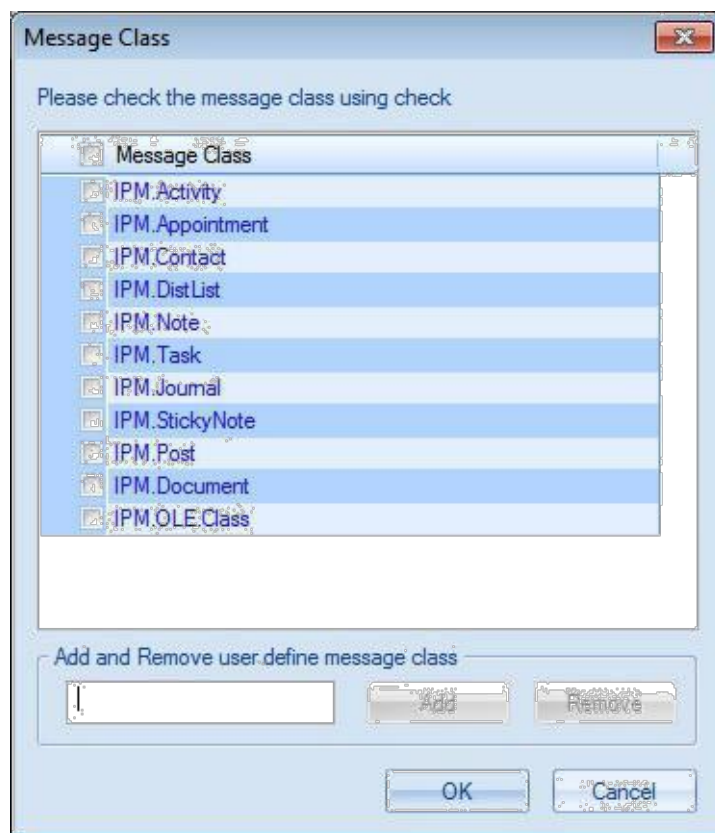 Message Class
Please check the message class using check
Message Class
IPM.Activity
IPM.Appointment
IPM.Contact
IPM.DistList
IPM.Note
IPM.Task
IPM.Journal
IPM.StickyNote
IPM.Post
IPM.Document
IPM.OLE.Class
Add and Remove user define message class
Add Remove
OK Cancel